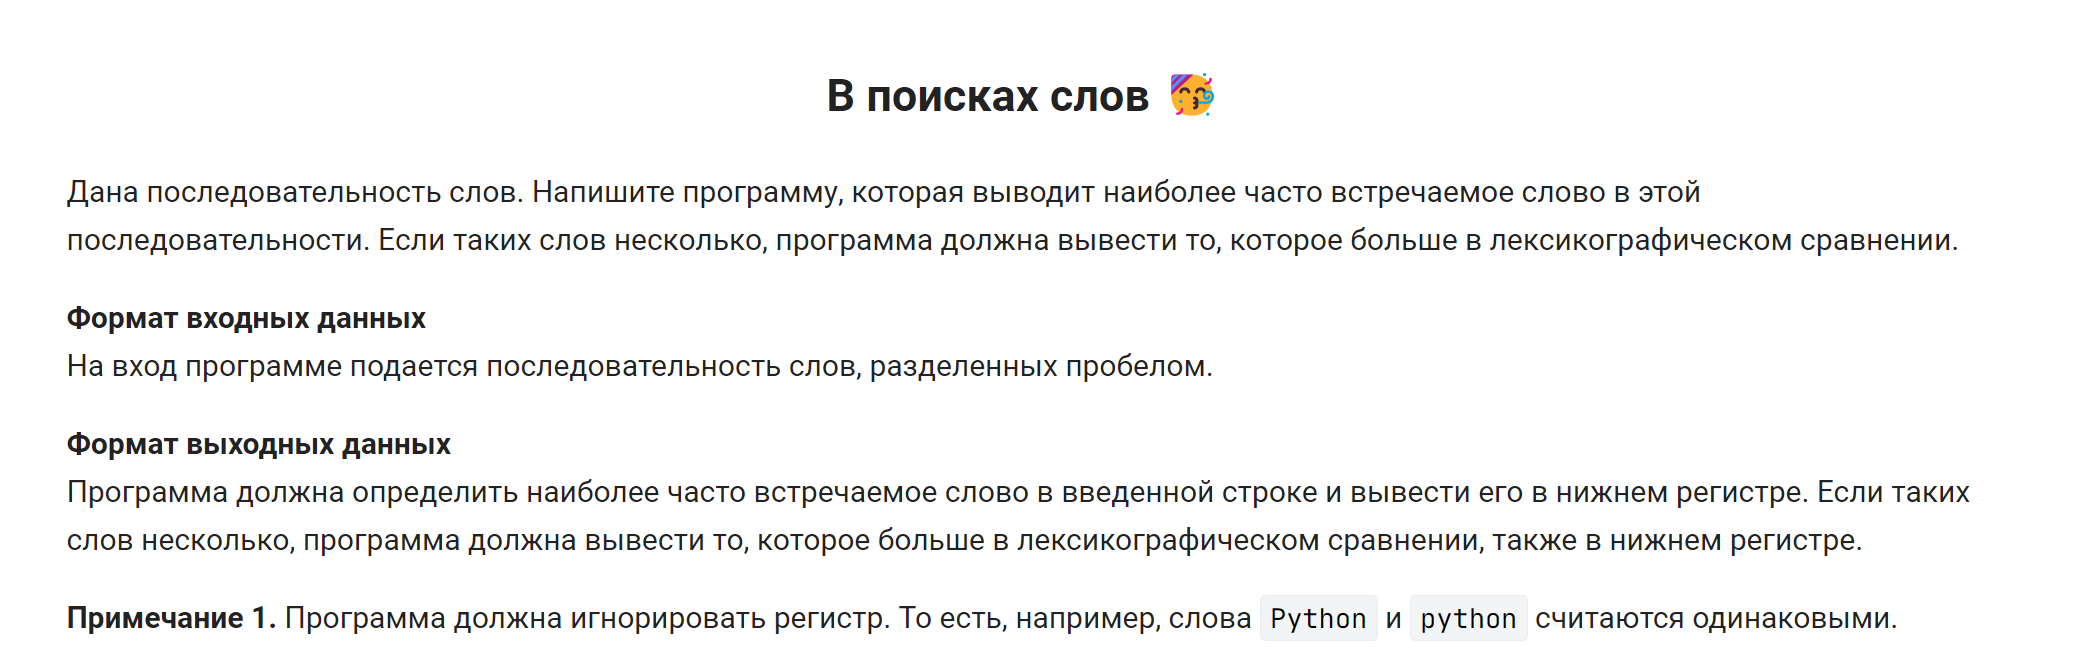 В поисках слов 🥳
Дана последовательность слов. Напишите программу, которая выводит наиболее часто встречаемое слово в этой
последовательности. Если таких слов несколько, программа должна вывести то, которое больше в лексикографическом сравнении.
Формат входных данных
На вход программе подается последовательность слов, разделенных пробелом.
Формат выходных данных
Программа должна определить наиболее часто встречаемое слово в введенной строке и вывести его в нижнем регистре. Если таких
слов несколько, программа должна вывести то, которое больше в лексикографическом сравнении, также в нижнем регистре.
Примечание 1. Программа должна игнорировать регистр. То есть, например, слова Python и python считаются одинаковыми.